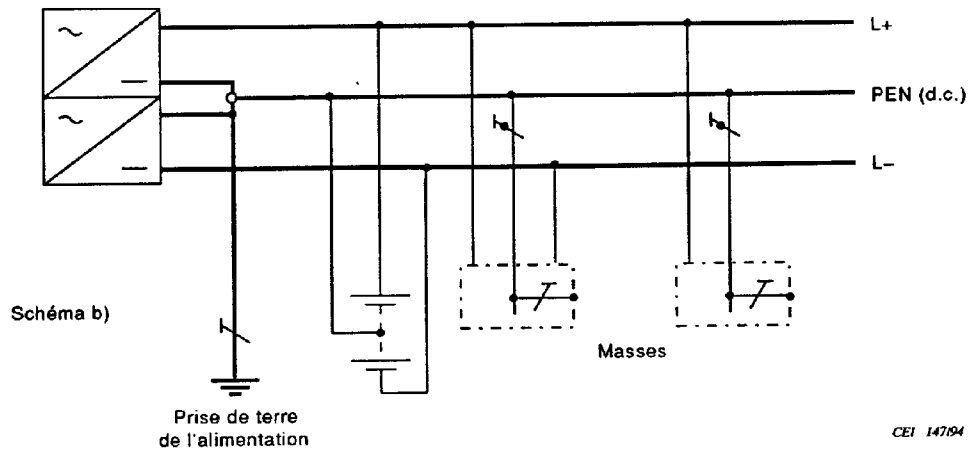 L+
PEN (d.c.)
L–
Schéma b)
Masses
Prise de terre
de l'alimentation
CEI 147/94